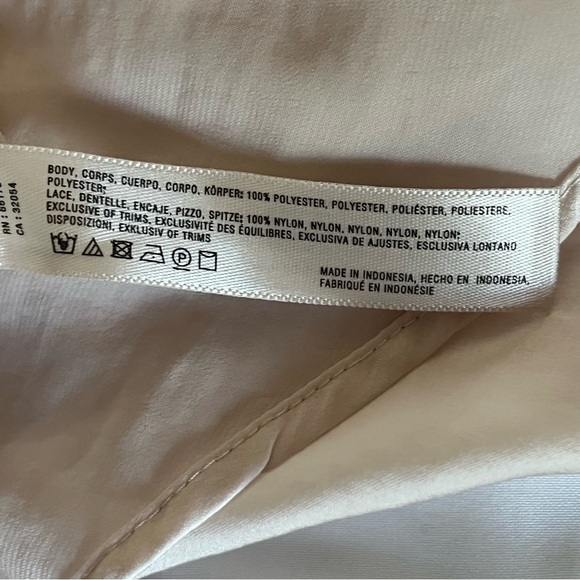 BODY, CORPS, CUERPO, CORPO, KÖRPER: 100% POLYESTER, POLYESTER, POLIÉSTER, POLIESTERE,
POLYESTER;
LACE, DENTELLE, ENCAJE, PIZZO, SPITZE: 100% NYLON, NYLON, NYLON, NYLON, NYLON;
EXCLUSIVE OF TRIMS, EXCLUSIVITÉ DES ÉQUILIBRES, EXCLUSIVA DE AJUSTES, ESCLUSIVA LONTANO
DISPOSIZIONI, EXKLUSIV OF TRIMS
P
MADE IN INDONESIA, HECHO EN INDONESIA,
FABRIQUÉ EN INDONÉSIE
CA : 32054